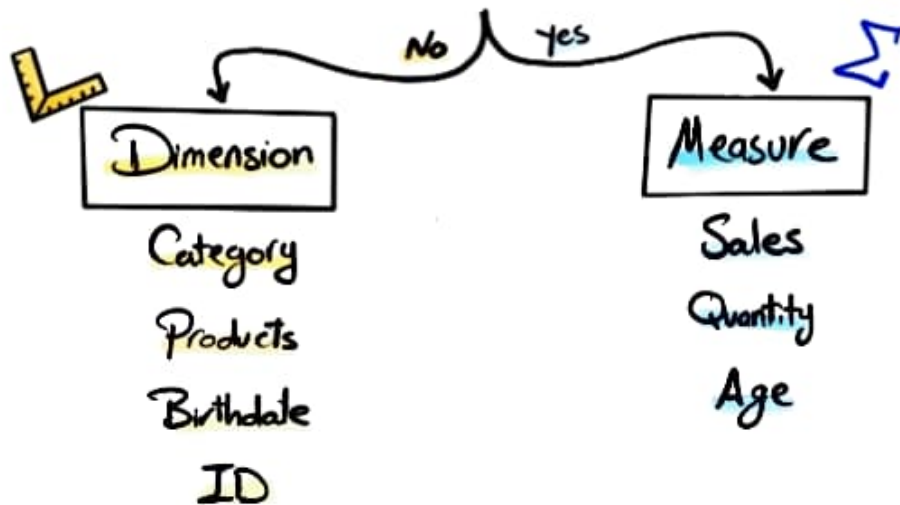 No
yes
Dimension
Measure
Category
Sales
Products
Quantity
Birthdate
Age
ID
Σ